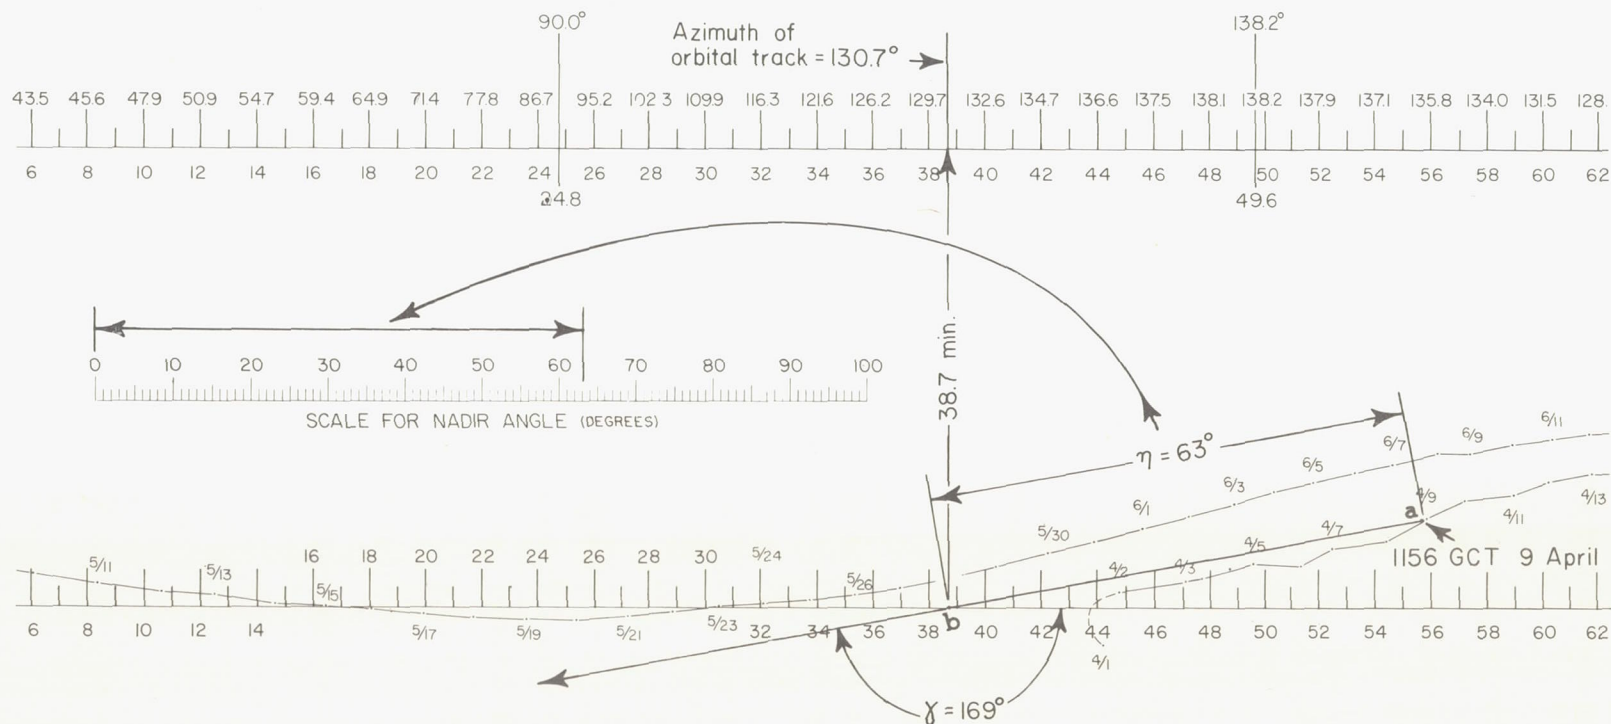 90.0°
138.2°
Azimuth of
orbital track = 130.7°
43.5 45.6 47.9 50.9 54.7 59.4 64.9 71.4 77.8 86.7 95.2 102.3 109.9 116.3 121.6 126.2 129.7 132.6 134.7 136.6 137.5 138.1 138.2 137.9 137.1 135.8 134.0 131.5 128.
6 8 10 12 14 16 18 20 22 24 26 28 30 32 34 36 38 40 42 44 46 48 50 52 54 56 58 60 62
24.8
49.6
38.7 min.
0 10 20 30 40 50 60 70 80 90 100
SCALE FOR NADIR ANGLE (DEGREES)
η = 63°
6/11
6/9
6/7
6/5
6/3
6/1
5/30
4/9
4/13
a
4/11
4/7
4/5
4/3
4/2
1156 GCT 9 April
5/11 5/13 5/15
16 18 20 22 24 26 28 30
5/24
5/26
b
6 8 10 12 14
5/17 5/19 5/21 5/23
32 34 36 38 40 42 44 46 48 50 52 54 56 58 60 62
4/1
γ = 169°